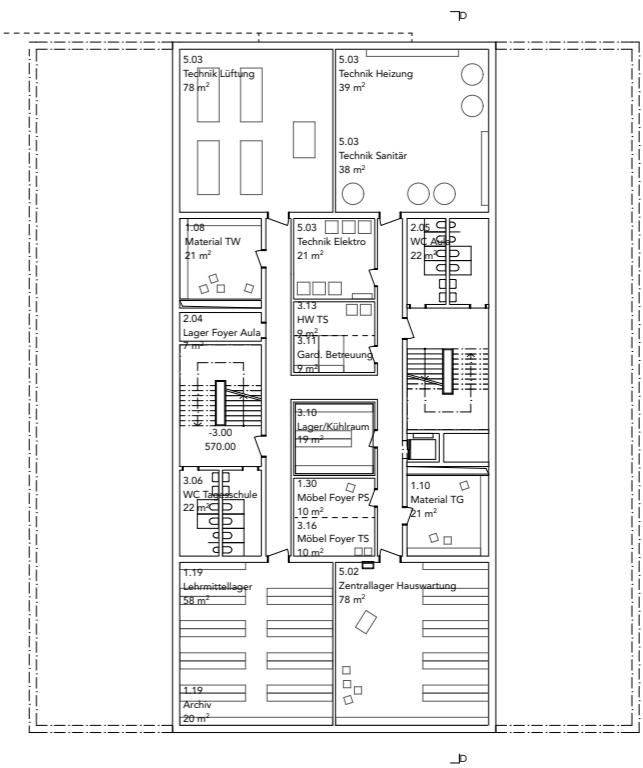 D
5.03
Technik Lüftung
78 m²
5.03
Technik Heizung
39 m²
5.03
Technik Sanitär
38 m²
1.08
Material TW
21 m²
5.03
Technik Elektro
21 m²
2.05
WC Aula
22 m²
2.04
Lager Foyer Aula
7 m²
3.13
HW TS
9 m²
3.11
Gard. Betreuung
9 m²
-3.00
570.00
3.10
Lager/Kühlraum
19 m²
3.06
WC Tagesschule
22 m²
1.30
Möbel Foyer PS
10 m²
3.16
Möbel Foyer TS
10 m²
1.10
Material TG
21 m²
1.19
Lehrmittellager
58 m²
5.02
Zentrallager Hauswartung
78 m²
1.19
Archiv
20 m²
D